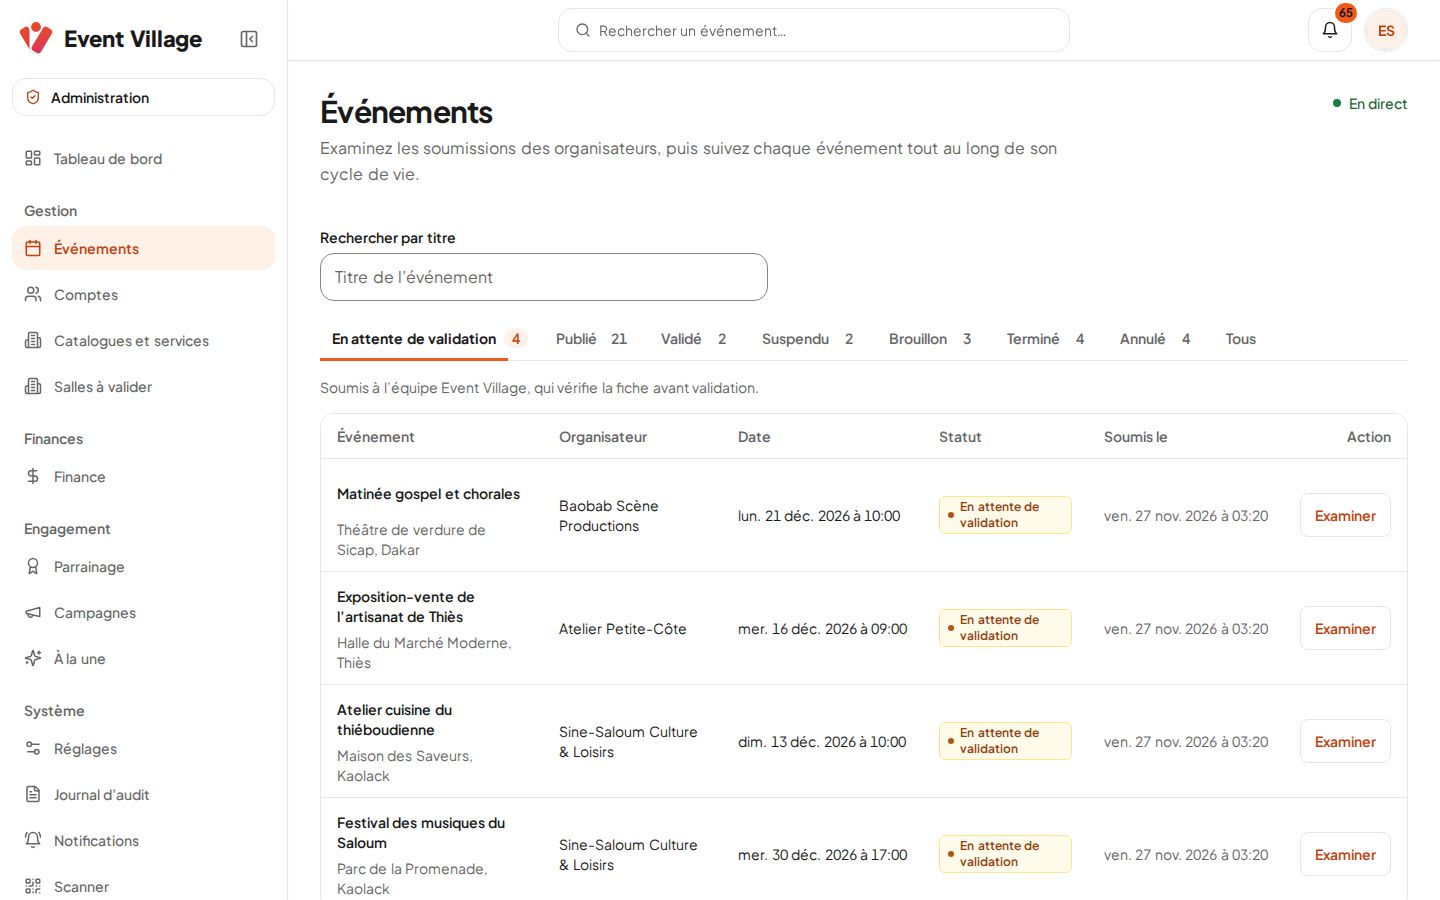 Event Village
Rechercher un événement…
65
ES
Administration
Tableau de bord
Gestion
Événements
Comptes
Catalogues et services
Salles à valider
Finances
Finance
Engagement
Parrainage
Campagnes
À la une
Système
Réglages
Journal d’audit
Notifications
Scanner
Événements
En direct
Examinez les soumissions des organisateurs, puis suivez chaque événement tout au long de son
cycle de vie.
Rechercher par titre
Titre de l’événement
En attente de validation 4 Publié 21 Validé 2 Suspendu 2 Brouillon 3 Terminé 4 Annulé 4 Tous
Soumis à l’équipe Event Village, qui vérifie la fiche avant validation.
Événement Organisateur Date Statut Soumis le Action
Matinée gospel et chorales
Théâtre de verdure de
Sicap, Dakar
Baobab Scène
Productions
lun. 21 déc. 2026 à 10:00
En attente de
validation
ven. 27 nov. 2026 à 03:20
Examiner
Exposition-vente de
l’artisanat de Thiès
Halle du Marché Moderne,
Thiès
Atelier Petite-Côte
mer. 16 déc. 2026 à 09:00
En attente de
validation
ven. 27 nov. 2026 à 03:20
Examiner
Atelier cuisine du
thiéboudienne
Maison des Saveurs,
Kaolack
Sine-Saloum Culture
& Loisirs
dim. 13 déc. 2026 à 10:00
En attente de
validation
ven. 27 nov. 2026 à 03:20
Examiner
Festival des musiques du
Saloum
Parc de la Promenade,
Kaolack
Sine-Saloum Culture
& Loisirs
mer. 30 déc. 2026 à 17:00
En attente de
validation
ven. 27 nov. 2026 à 03:20
Examiner